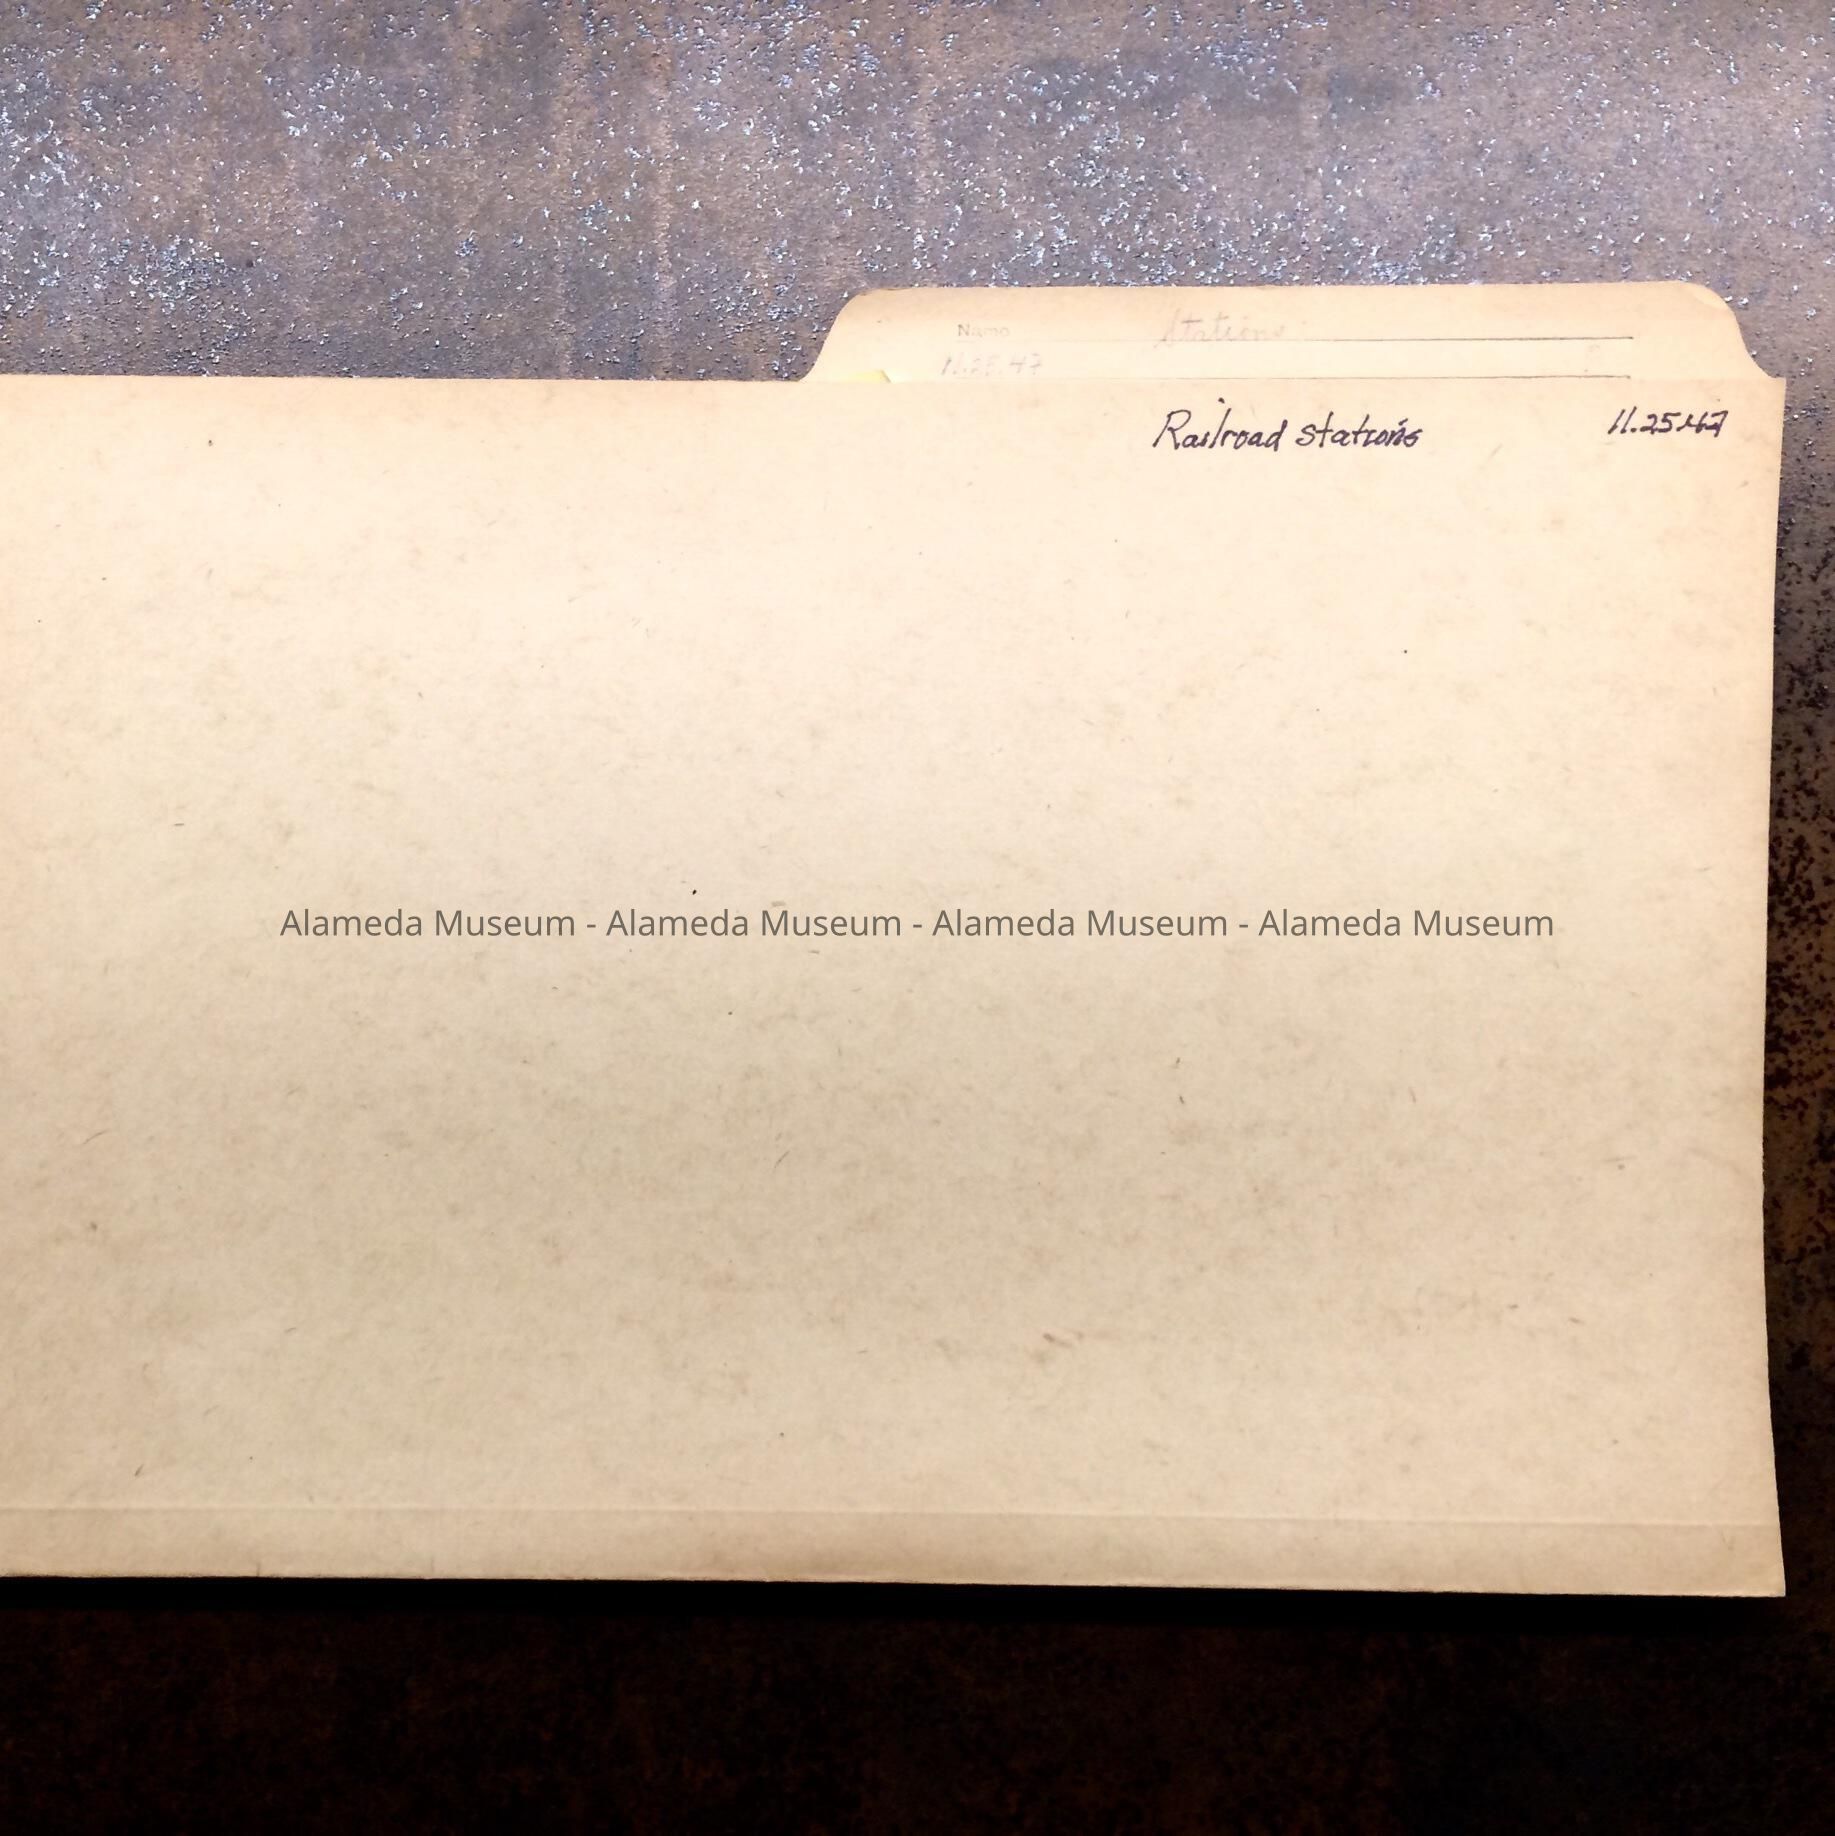 Name Stations
11.25.47
Railroad stations 11.25.47
Alameda Museum - Alameda Museum - Alameda Museum - Alameda Museum